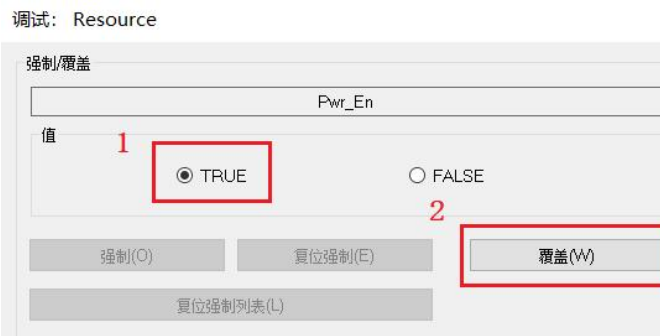 调试: Resource
强制/覆盖
Pwr_En
值
1
TRUE
FALSE
2
强制(O)
复位强制(E)
覆盖(W)
复位强制列表(L)